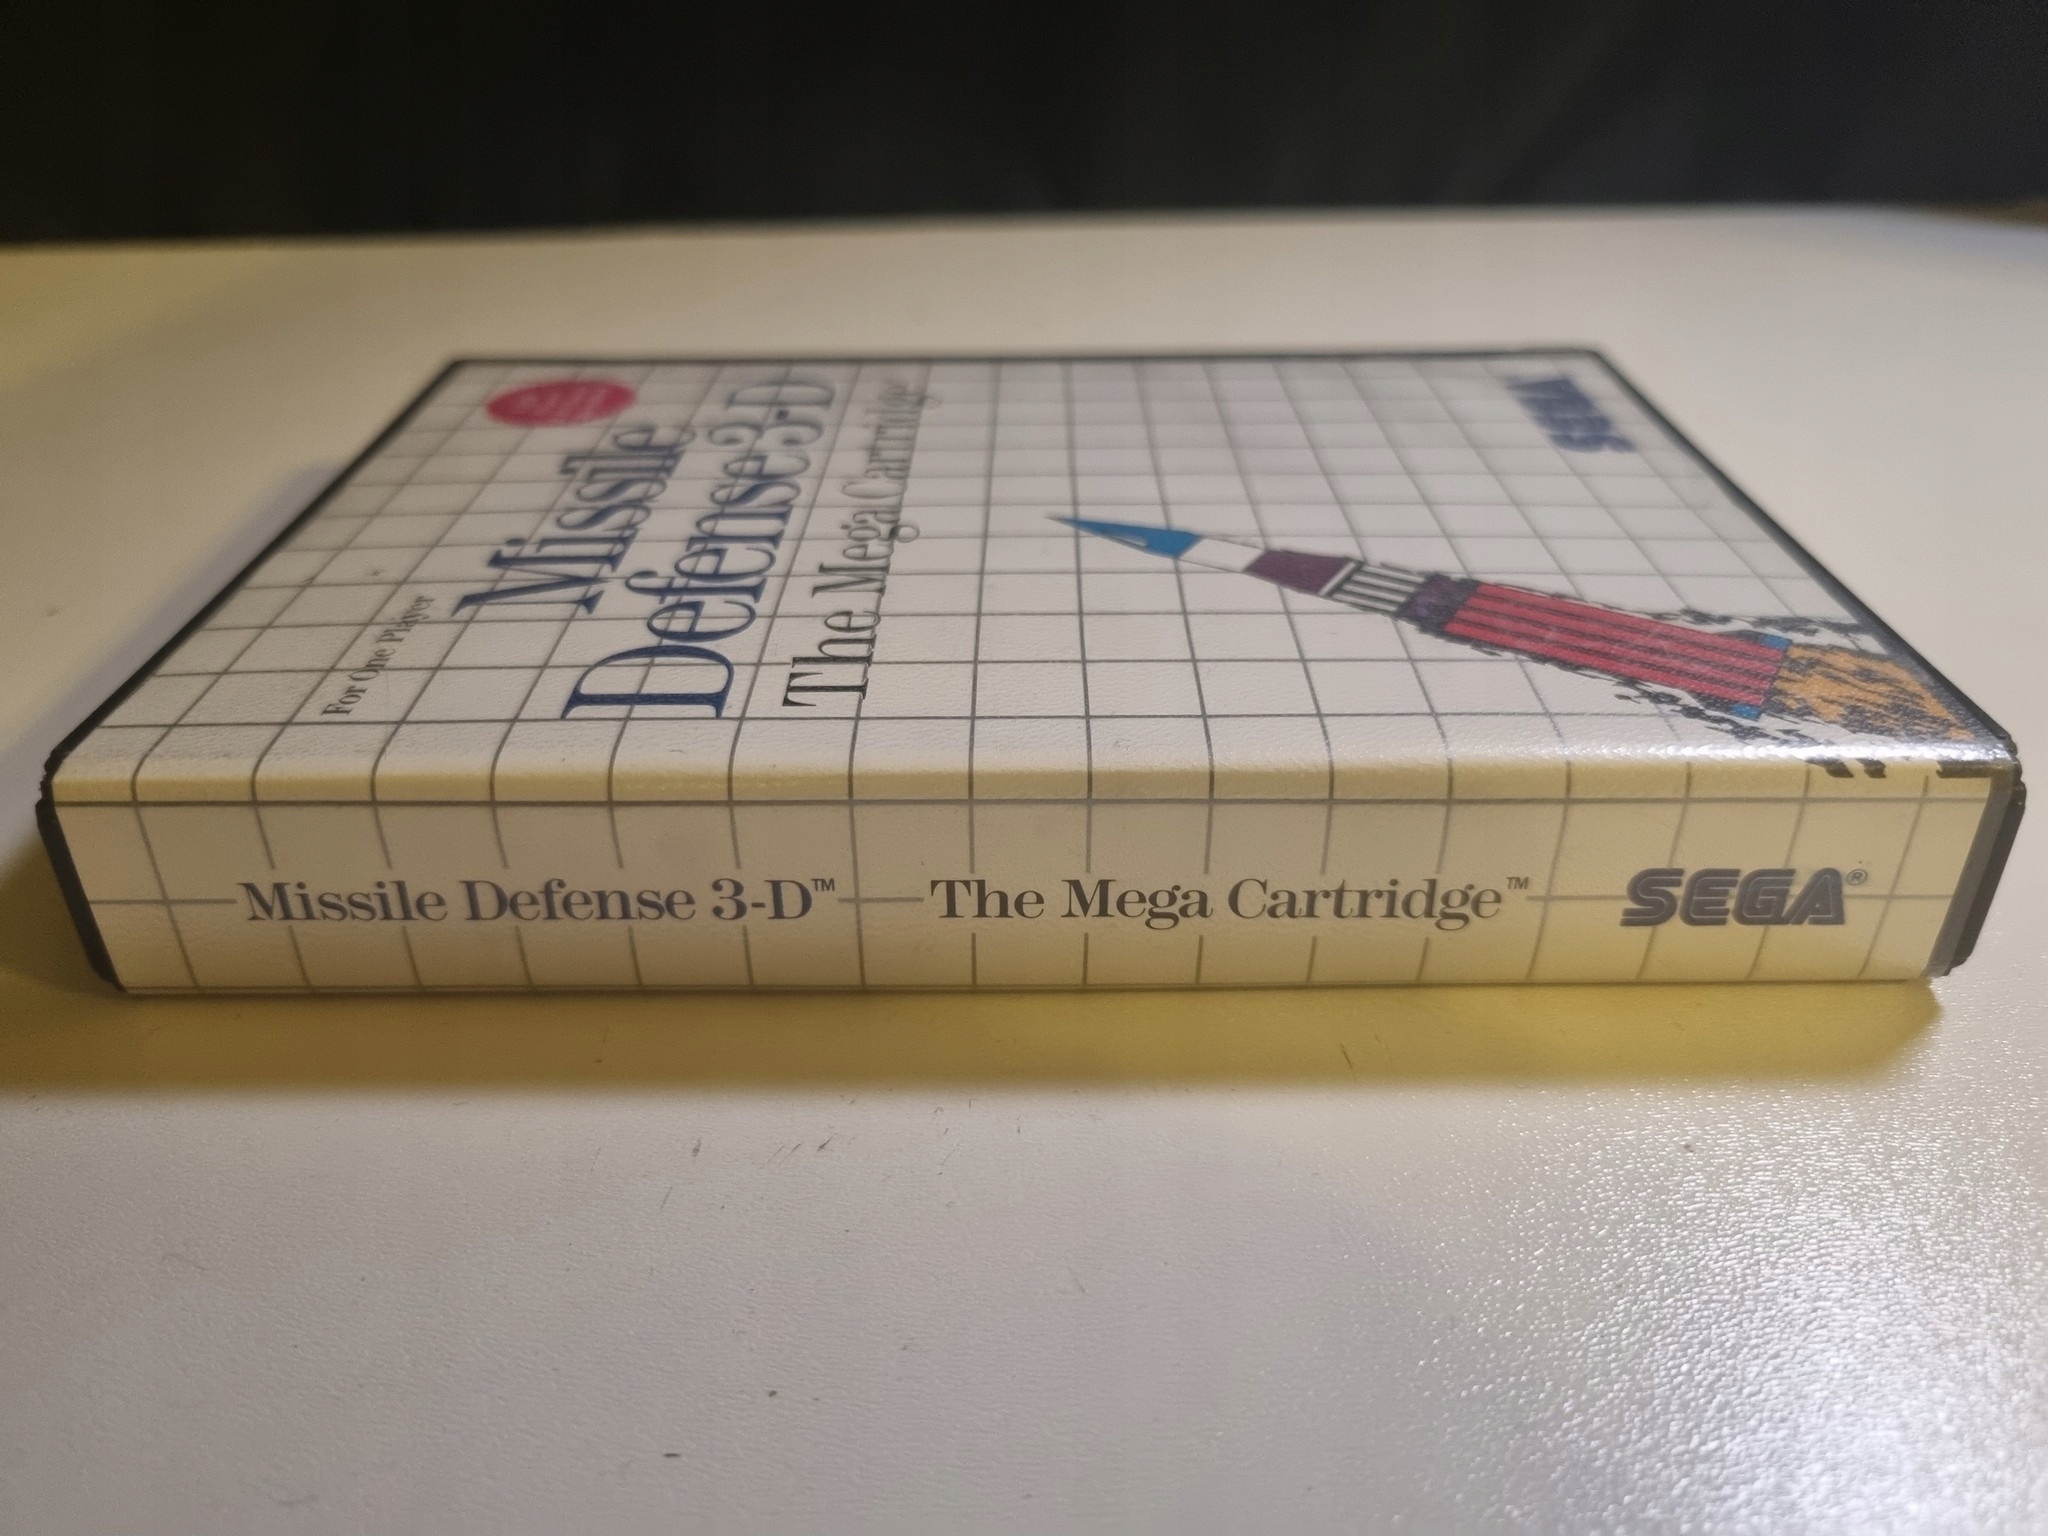 For One Player
Missile
Defense 3-D
The Mega Cartridge
SEGA
Missile Defense 3-D™ The Mega Cartridge™ SEGA®